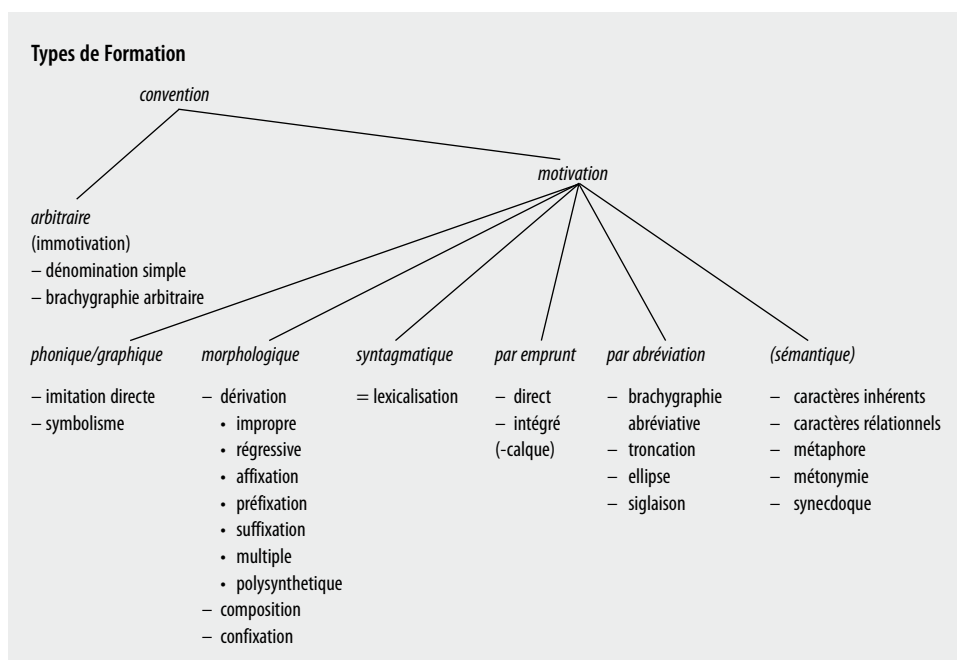 Types de Formation
convention
motivation
arbitraire
(immotivation)
– dénomination simple
– brachygraphie arbitraire
phonique/graphique
– imitation directe
– symbolisme
morphologique
– dérivation
• impropre
• régressive
• affixation
• préfixation
• suffixation
• multiple
• polysynthetique
– composition
– confixation
syntagmatique
= lexicalisation
par emprunt
– direct
– intégré
(-calque)
par abréviation
– brachygraphie
abréviative
– troncation
– ellipse
– siglaison
(sémantique)
– caractères inhérents
– caractères rélationnels
– métaphore
– métonymie
– synecdoque